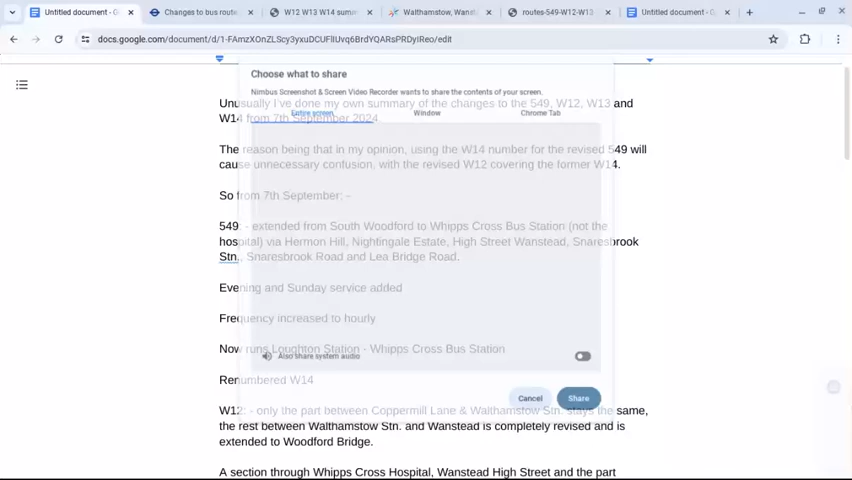 Untitled document - G
Changes to bus route
W12 W13 W14 summ
Walthamstow, Wanst
routes-549-W12-W13
Untitled document - G
docs.google.com/document/d/1-FAmzXOnZLScy3yxuDCUFIlUvq6BrdYQARsPRDyIReo/edit
Choose what to share
Nimbus Screenshot & Screen Video Recorder wants to share the contents of your screen.
Entire screen
Window
Chrome Tab
Unusually I've done my own summary of the changes to the 549, W12, W13 and
W14 from 7th September 2024.
The reason being that in my opinion, using the W14 number for the revised 549 will
cause unnecessary confusion, with the revised W12 covering the former W14.
So from 7th September: -
549: - extended from South Woodford to Whipps Cross Bus Station (not the
hospital) via Hermon Hill, Nightingale Estate, High Street Wanstead, Snaresbrook
Stn., Snaresbrook Road and Lea Bridge Road.
Evening and Sunday service added
Frequency increased to hourly
Now runs Loughton Station - Whipps Cross Bus Station
Also share system audio
Renumbered W14
Cancel
Share
W12: - only the part between Coppermill Lane & Walthamstow Stn. stays the same,
the rest between Walthamstow Stn. and Wanstead is completely revised and is
extended to Woodford Bridge.
A section through Whipps Cross Hospital, Wanstead High Street and the part